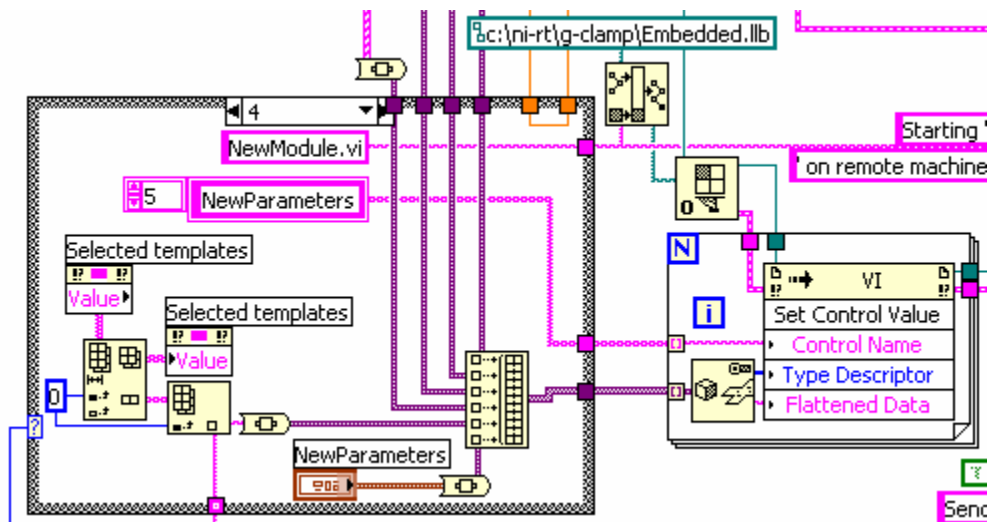 c:\ni-rt\g-clamp\Embedded.llb
4
NewModule.vi
Starting '
' on remote machine
5
NewParameters
0
N
Selected templates
Value
i
VI
Set Control Value
Control Name
Type Descriptor
Flattened Data
Selected templates
Value
0
?
NewParameters
Send